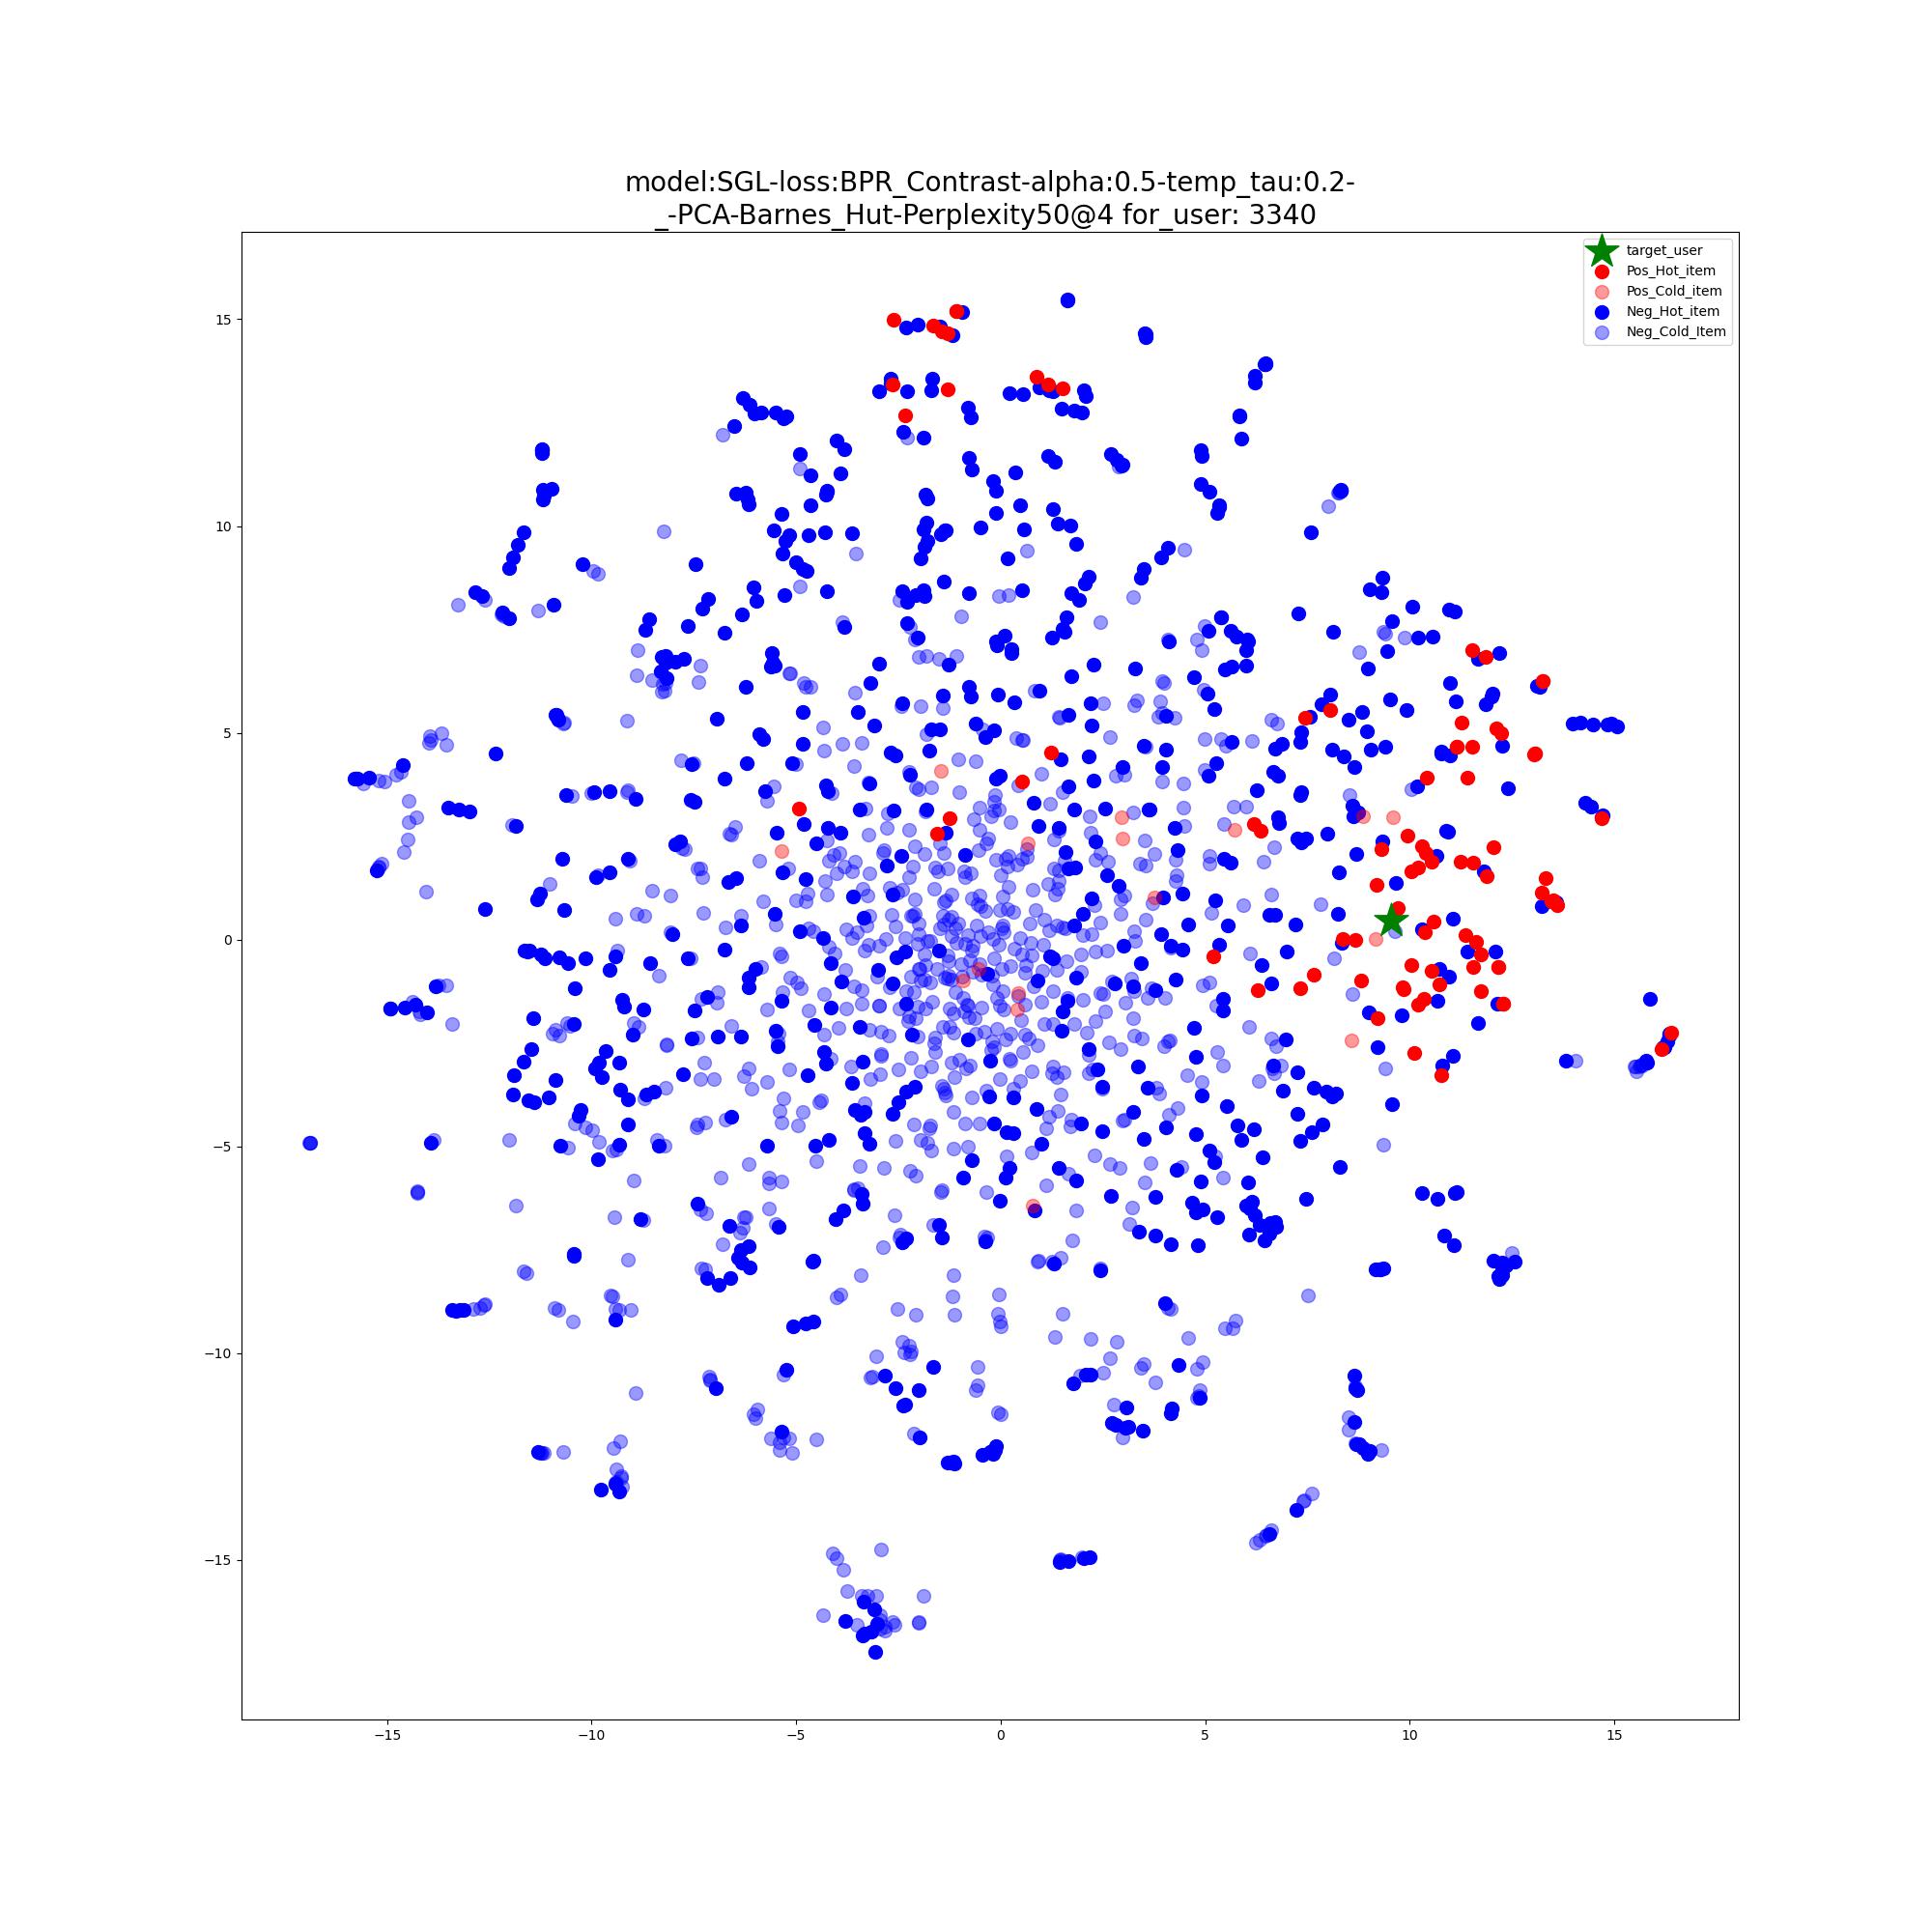 model:SGL-loss:BPR_Contrast-alpha:0.5-temp_tau:0.2-
_-PCA-Barnes_Hut-Perplexity50@4 for_user: 3340
target_user
Pos_Hot_item
Pos_Cold_item
Neg_Hot_item
Neg_Cold_Item
15
10
5
0
−5
−10
−15
−15 −10 −5 0 5 10 15